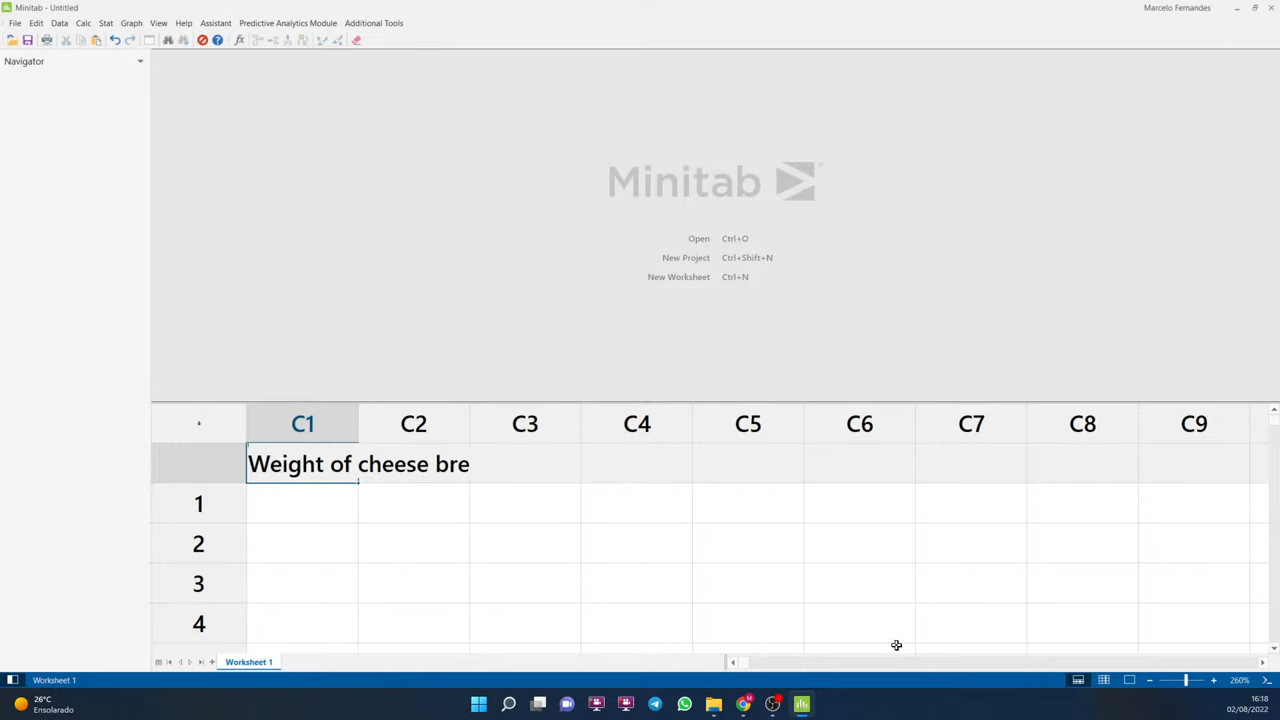 Minitab - Untitled
Marcelo Fernandes
File Edit Data Calc Stat Graph View Help Assistant Predictive Analytics Module Additional Tools
Navigator
Minitab
Open Ctrl+O
New Project Ctrl+Shift+N
New Worksheet Ctrl+N
C1 C2 C3 C4 C5 C6 C7 C8 C9
Weight of cheese bre
1
2
3
4
Worksheet 1
Worksheet 1
260%
26°C
Ensolarado
16:18
02/08/2022